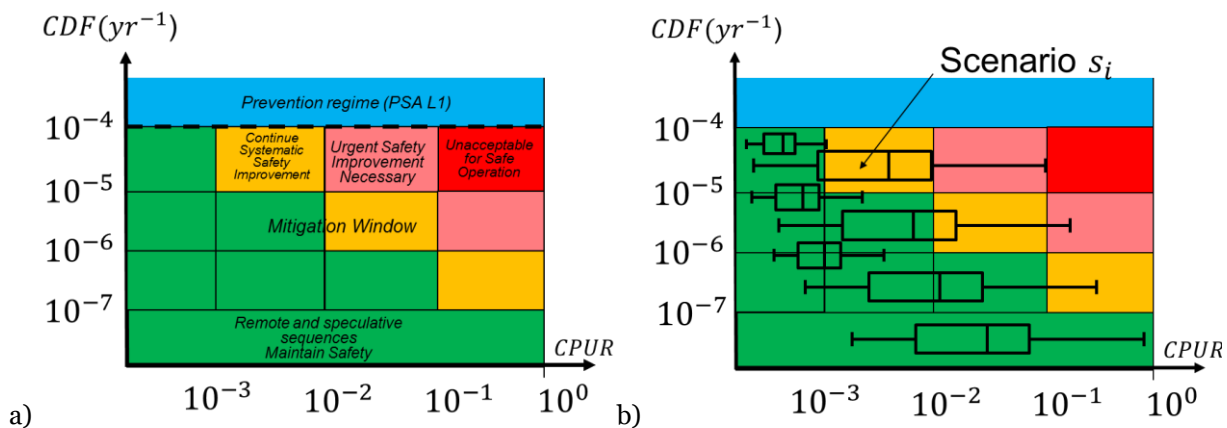 CDF(yr⁻¹)
Prevention regime (PSA L1)
10⁻⁴
Continue
Systematic
Safety
Improvement
Urgent Safety
Improvement
Necessary
Unacceptable
for Safe
Operation
10⁻⁵
Mitigation Window
10⁻⁶
10⁻⁷
Remote and speculative
sequences
Maintain Safety
CPUR
10⁻³ 10⁻² 10⁻¹ 10⁰
a)
CDF(yr⁻¹)
Scenario sᵢ
10⁻⁴
10⁻⁵
10⁻⁶
10⁻⁷
CPUR
10⁻³ 10⁻² 10⁻¹ 10⁰
b)